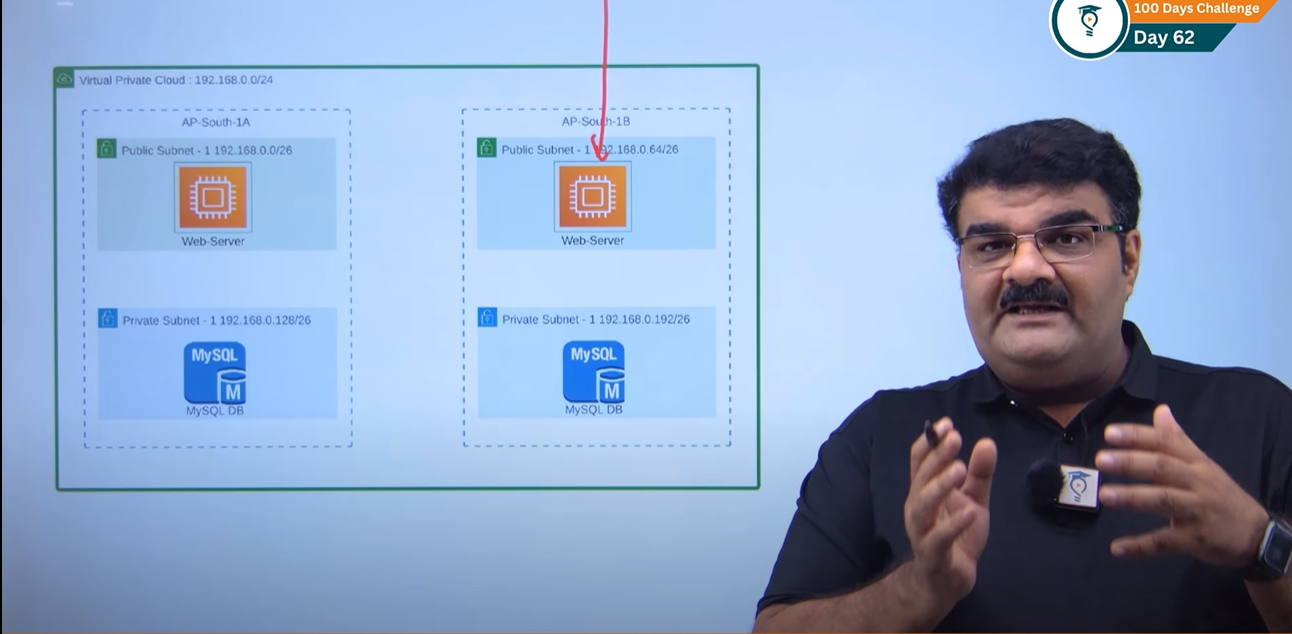 100 Days Challenge
Day 62
Virtual Private Cloud : 192.168.0.0/24
AP-South-1A
Public Subnet - 1 192.168.0.0/26
Web-Server
Private Subnet - 1 192.168.0.128/26
MySQL
M
MySQL DB
AP-South-1B
Public Subnet - 1 192.168.0.64/26
Web-Server
Private Subnet - 1 192.168.0.192/26
MySQL
M
MySQL DB